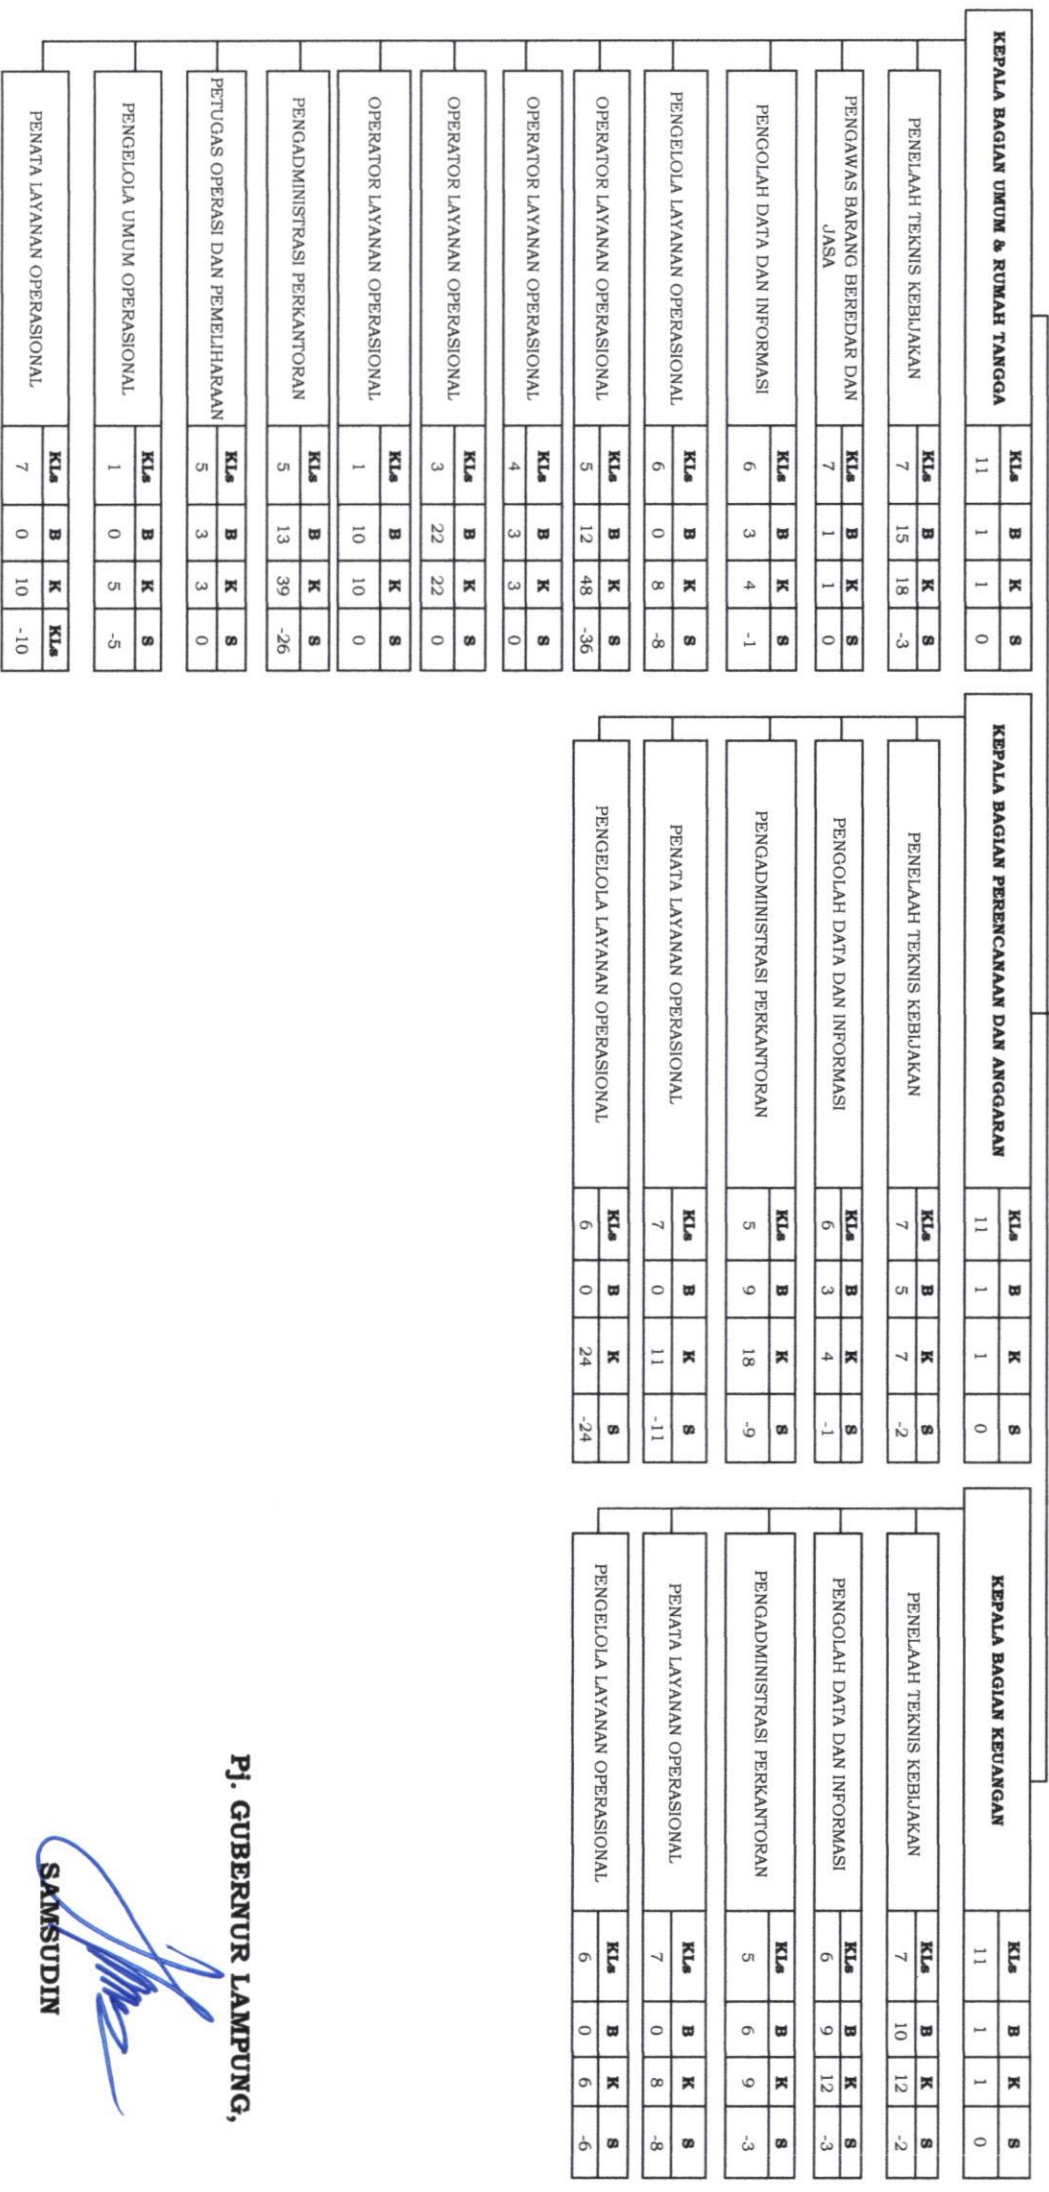 KEPALA BAGIAN UMUM & RUMAH TANGGA
KLs B K S
11 1 1 0
PENELAAH TEKNIS KEBIJAKAN
KLs B K S
7 15 18 -3
PENGAWAS BARANG BEREDAR DAN
JASA
KLs B K S
7 1 1 0
PENGOLAH DATA DAN INFORMASI
KLs B K S
6 3 4 -1
PENGELOLA LAYANAN OPERASIONAL
KLs B K S
6 0 8 -8
OPERATOR LAYANAN OPERASIONAL
KLs B K S
5 12 48 -36
OPERATOR LAYANAN OPERASIONAL
KLs B K S
4 3 3 0
OPERATOR LAYANAN OPERASIONAL
KLs B K S
3 22 22 0
OPERATOR LAYANAN OPERASIONAL
KLs B K S
1 10 10 0
PENGADMINISTRASI PERKANTORAN
KLs B K S
5 13 39 -26
PETUGAS OPERASI DAN PEMELIHARAAN
KLs B K S
5 3 3 0
PENGELOLA UMUM OPERASIONAL
KLs B K S
1 0 5 -5
PENATA LAYANAN OPERASIONAL
KLs B K KLs
7 0 10 -10
KEPALA BAGIAN PERENCANAAN DAN ANGGARAN
KLs B K S
11 1 1 0
PENELAAH TEKNIS KEBIJAKAN
KLs B K S
7 5 7 -2
PENGOLAH DATA DAN INFORMASI
KLs B K S
6 3 4 -1
PENGADMINISTRASI PERKANTORAN
KLs B K S
5 9 18 -9
PENATA LAYANAN OPERASIONAL
KLs B K S
7 0 11 -11
PENGELOLA LAYANAN OPERASIONAL
KLs B K S
6 0 24 -24
KEPALA BAGIAN KEUANGAN
KLs B K S
11 1 1 0
PENELAAH TEKNIS KEBIJAKAN
KLs B K S
7 10 12 -2
PENGOLAH DATA DAN INFORMASI
KLs B K S
6 9 12 -3
PENGADMINISTRASI PERKANTORAN
KLs B K S
5 6 9 -3
PENATA LAYANAN OPERASIONAL
KLs B K S
7 0 8 -8
PENGELOLA LAYANAN OPERASIONAL
KLs B K S
6 0 6 -6
Pj. GUBERNUR LAMPUNG,
SAMSUDIN